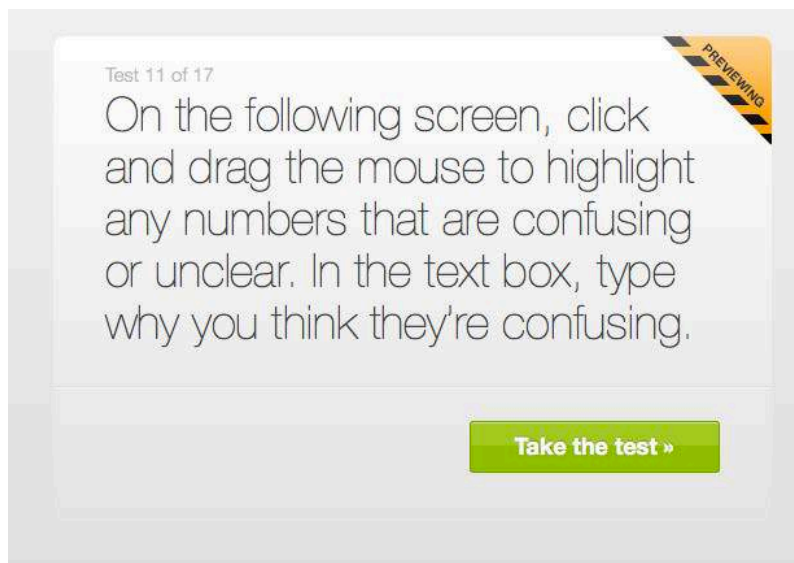 Test 11 of 17
PREVIEWING
On the following screen, click
and drag the mouse to highlight
any numbers that are confusing
or unclear. In the text box, type
why you think they're confusing.
Take the test »